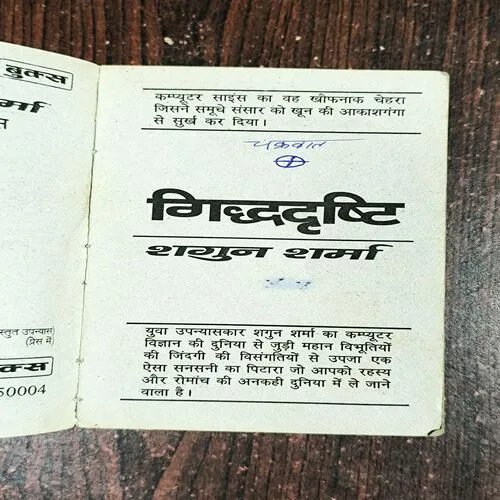 बुक्स
र्मा
स
स्तुत उपन्यास)
(प्रेस में)
क्स
50004
कम्प्यूटर साइंस का वह खौफनाक चेहरा
जिसने समूचे संसार को खून की आकाशगंगा
से सुर्ख कर दिया।
चक्रवात
गिद्धदृष्टि
शगुन शर्मा
युवा उपन्यासकार शगुन शर्मा का कम्प्यूटर
विज्ञान की दुनिया से जुड़ी महान विभूतियों
की जिंदगी की विसंगतियों से उपजा एक
ऐसा सनसनी का पिटारा जो आपको रहस्य
और रोमांच की अनकही दुनिया में ले जाने
वाला है।